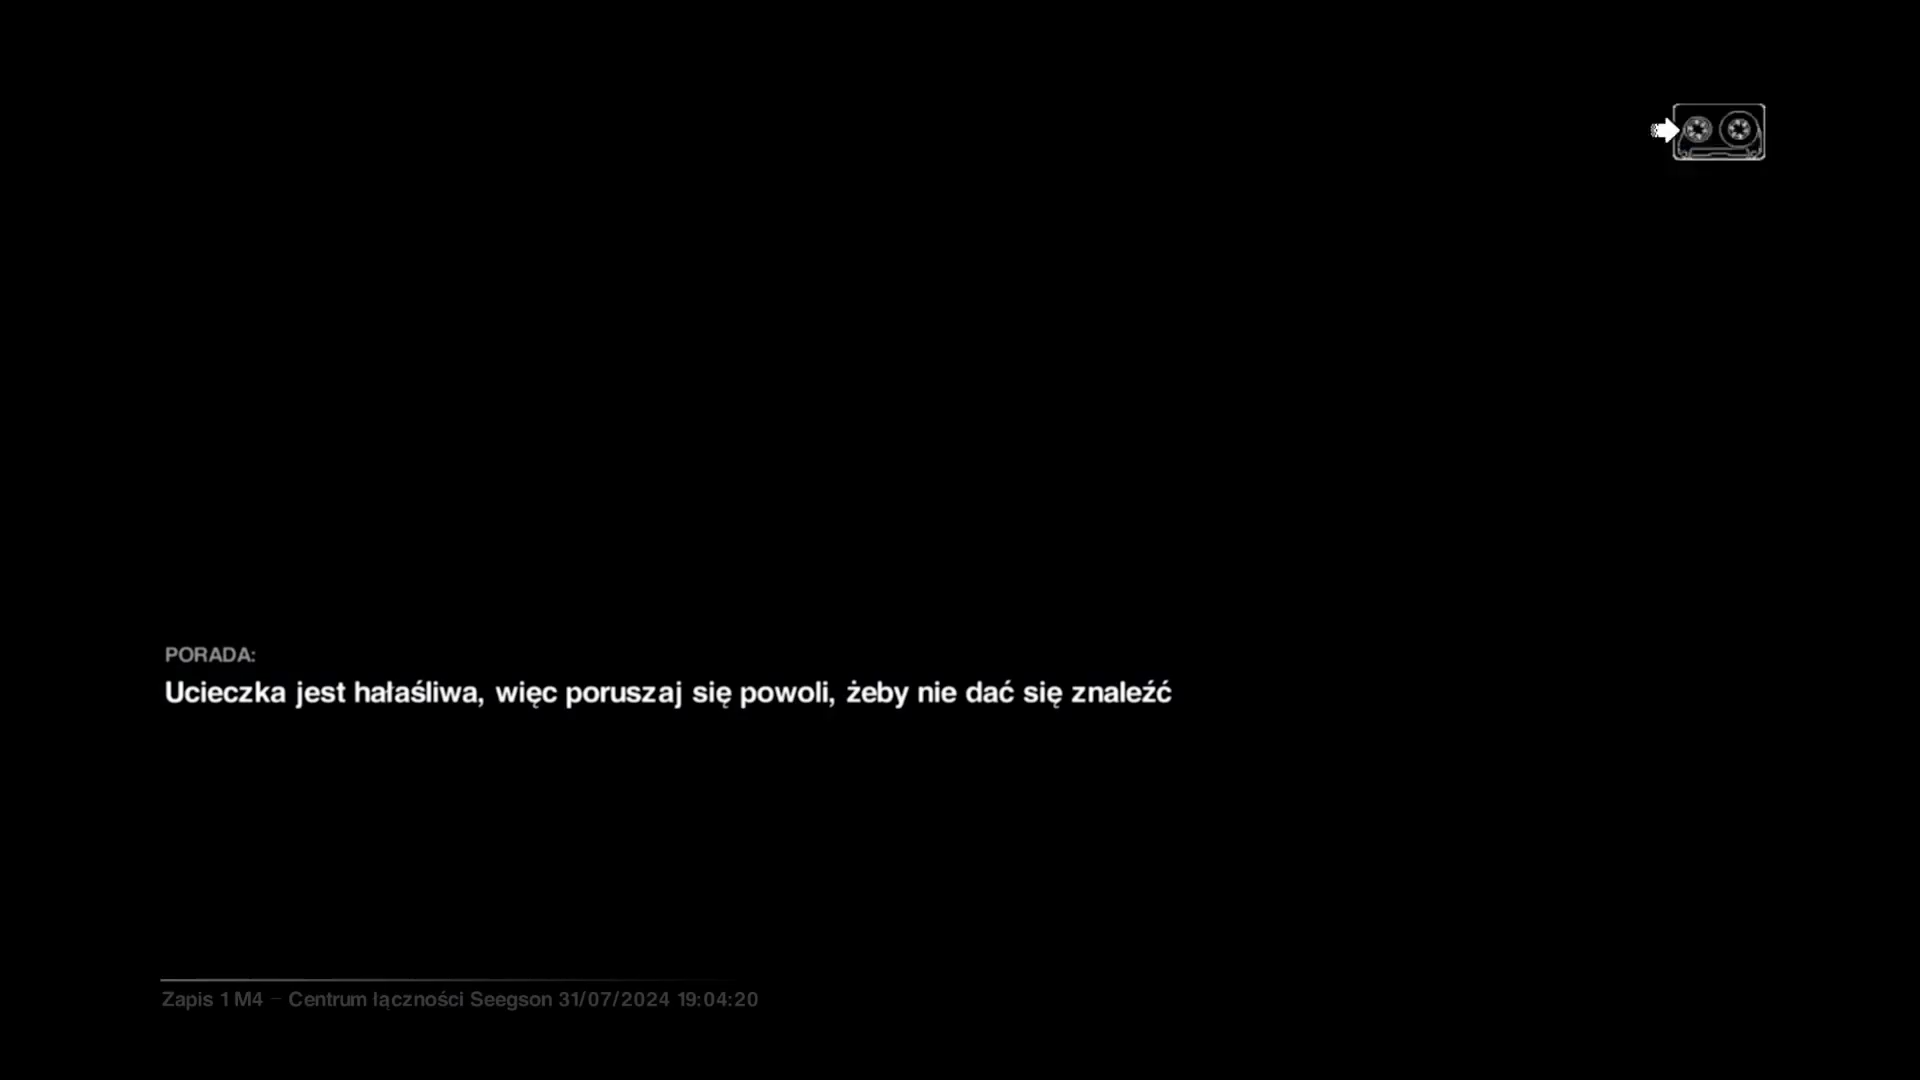 PORADA:
Ucieczka jest hałaśliwa, więc poruszaj się powoli, żeby nie dać się znaleźć
Zapis 1 M4 – Centrum łączności Seegson 31/07/2024 19:04:20